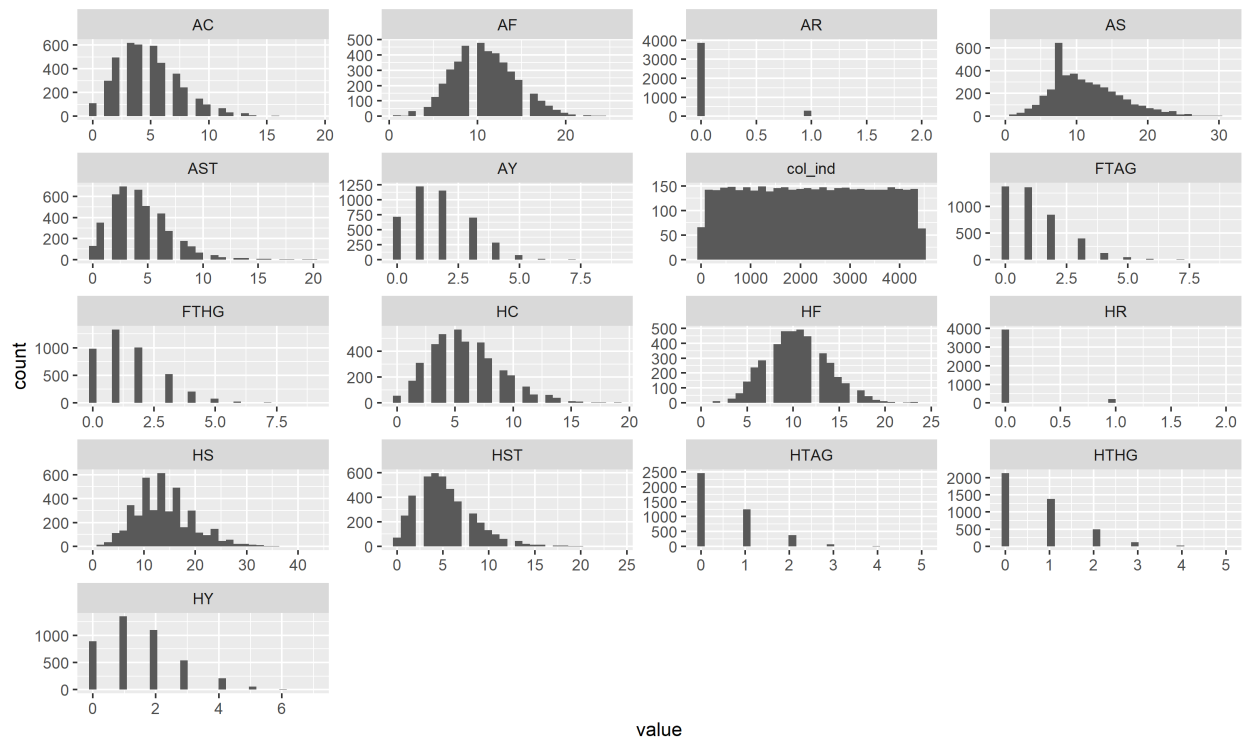 AC AF AR AS
600 400 200 0
500 400 300 200 100 0
4000 3000 2000 1000 0
600 400 200 0
0 5 10 15 20
0 10 20
0.0 0.5 1.0 1.5 2.0
0 10 20 30
AST AY col_ind FTAG
600 400 200 0
1250 1000 750 500 250 0
150 100 50 0
1000 500 0
0 5 10 15 20
0.0 2.5 5.0 7.5
0 1000 2000 3000 4000
0.0 2.5 5.0 7.5
count
FTHG HC HF HR
1000 500 0
400 200 0
500 400 300 200 100 0
4000 3000 2000 1000 0
0.0 2.5 5.0 7.5
0 5 10 15 20
0 5 10 15 20 25
0.0 0.5 1.0 1.5 2.0
HS HST HTAG HTHG
600 400 200 0
600 400 200 0
2500 2000 1500 1000 500 0
2000 1500 1000 500 0
0 10 20 30 40
0 5 10 15 20 25
0 1 2 3 4 5
0 1 2 3 4 5
HY
1000 500 0
0 2 4 6
value